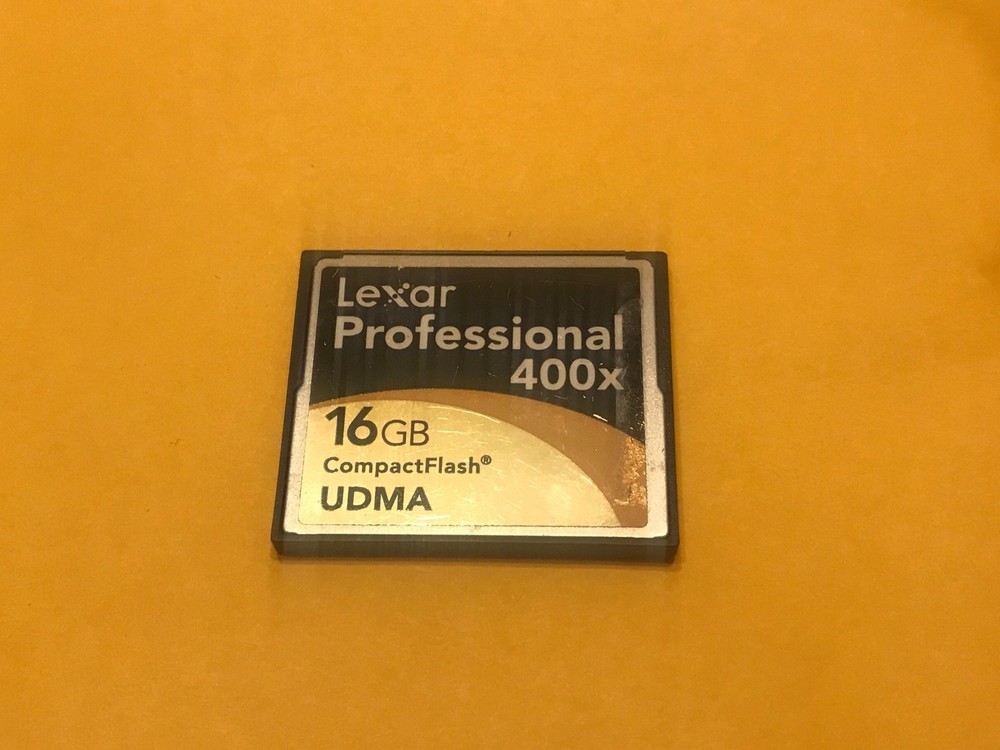 Lexar
Professional
400x
16GB
CompactFlash®
UDMA